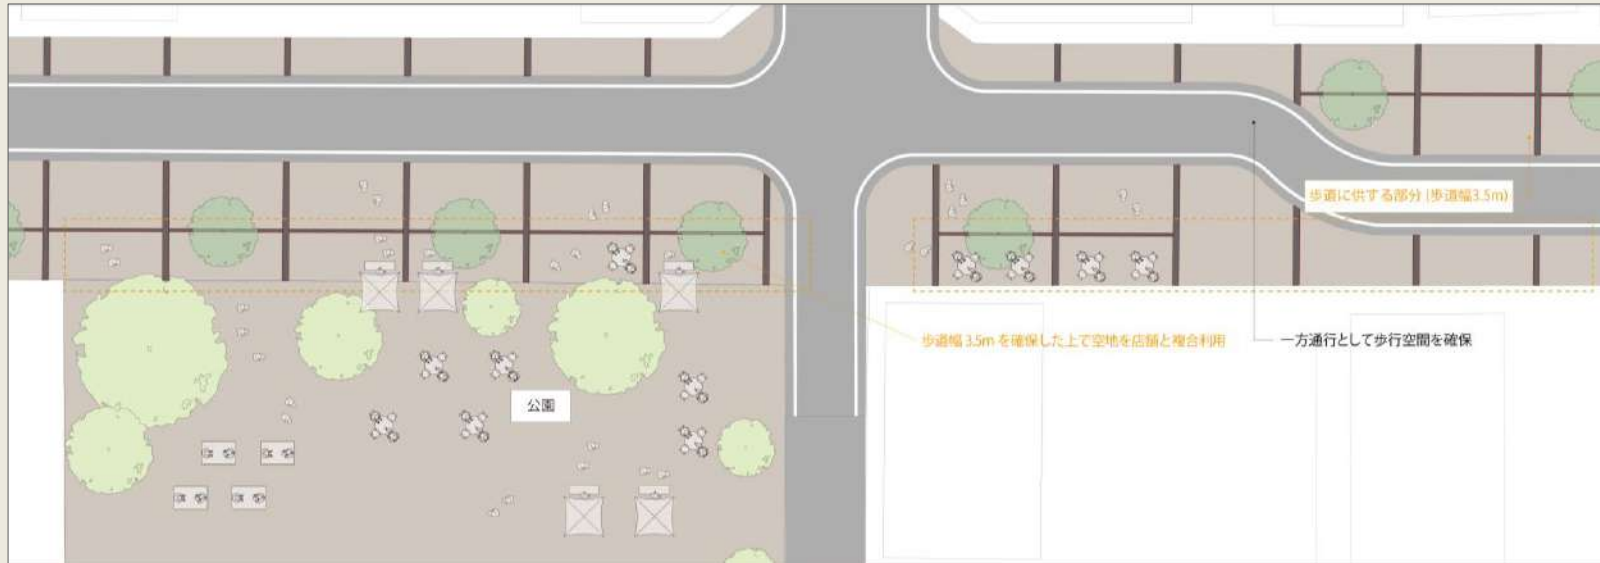 歩道に供する部分 (歩道幅3.5m)
歩道幅 3.5m を確保した上で空地を店舗と複合利用
一方通行として歩行空間を確保
公園